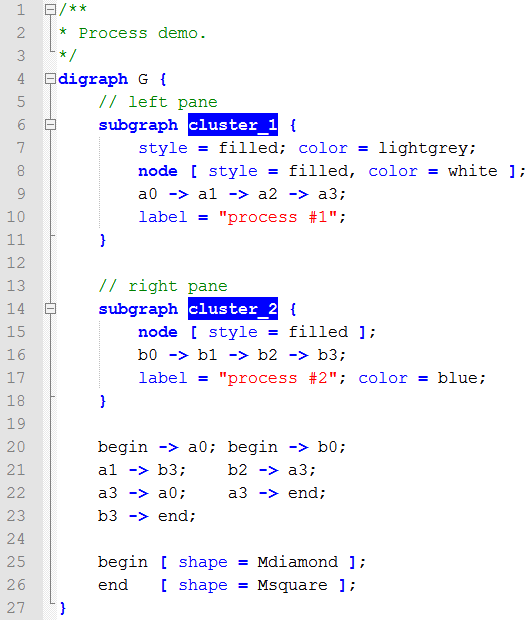 1 /**
2 * Process demo.
3 */
4 digraph G {
5 // left pane
6 subgraph cluster_1 {
7 style = filled; color = lightgrey;
8 node [ style = filled, color = white ];
9 a0 -> a1 -> a2 -> a3;
10 label = "process #1";
11 }
12
13 // right pane
14 subgraph cluster_2 {
15 node [ style = filled ];
16 b0 -> b1 -> b2 -> b3;
17 label = "process #2"; color = blue;
18 }
19
20 begin -> a0; begin -> b0;
21 a1 -> b3; b2 -> a3;
22 a3 -> a0; a3 -> end;
23 b3 -> end;
24
25 begin [ shape = Mdiamond ];
26 end [ shape = Msquare ];
27 }